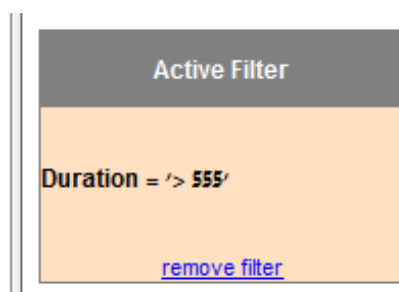 Active Filter
Duration = '> 555'
remove filter